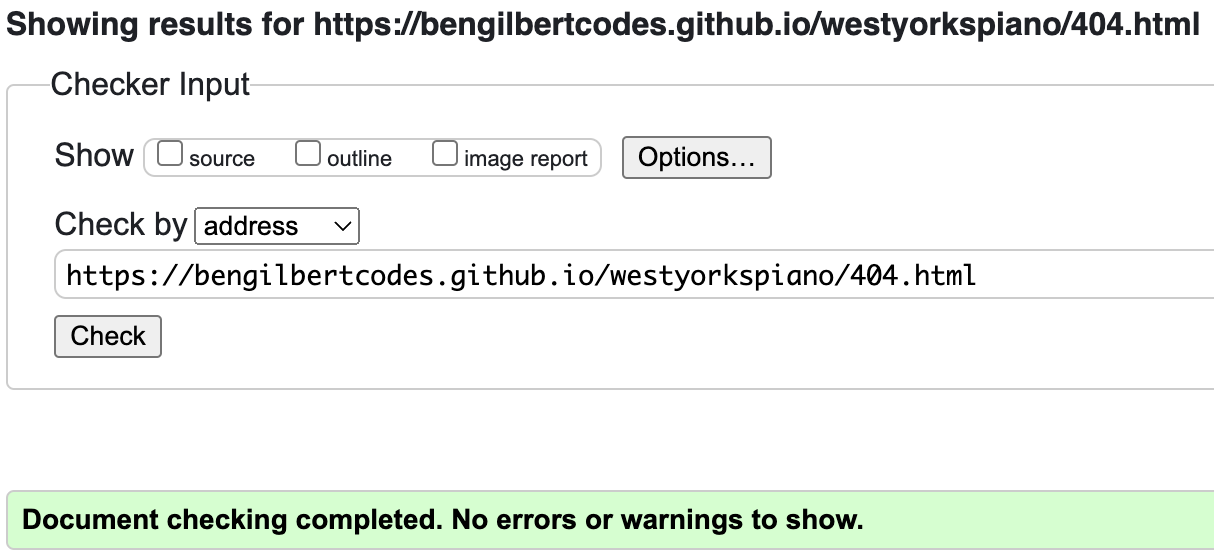 Showing results for https://bengilbertcodes.github.io/westyorkspiano/404.html
Checker Input
Show source outline image report Options...
Check by address
https://bengilbertcodes.github.io/westyorkspiano/404.html
Check
Document checking completed. No errors or warnings to show.